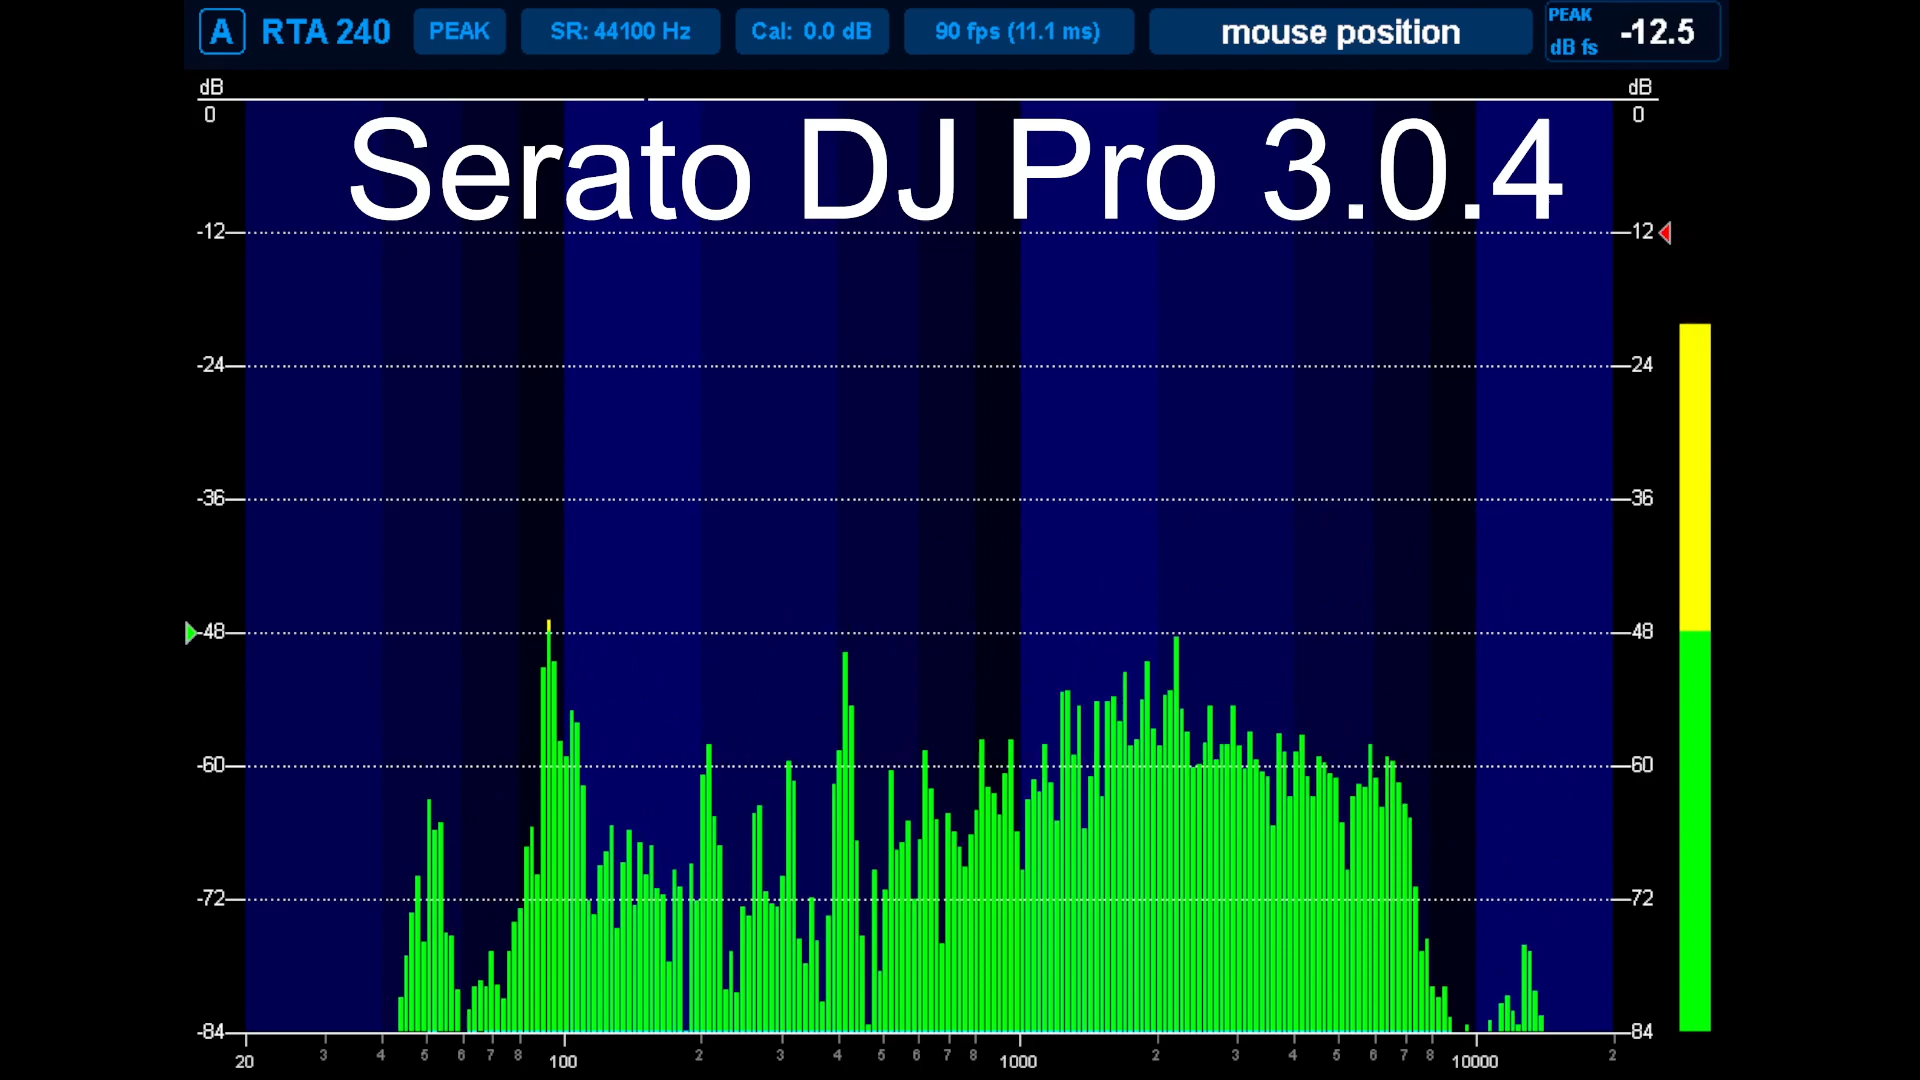 A RTA 240 PEAK SR: 44100 Hz Cal: 0.0 dB 90 fps (11.1 ms) mouse position PEAK dB fs -12.5
dB dB
0 0
Serato DJ Pro 3.0.4
-12 -12
-24 -24
-36 -36
-48 -48
-60 -60
-72 -72
-84 -84
20 3 4 5 6 7 8 100 2 3 4 5 6 7 8 1000 2 3 4 5 6 7 8 10000 2